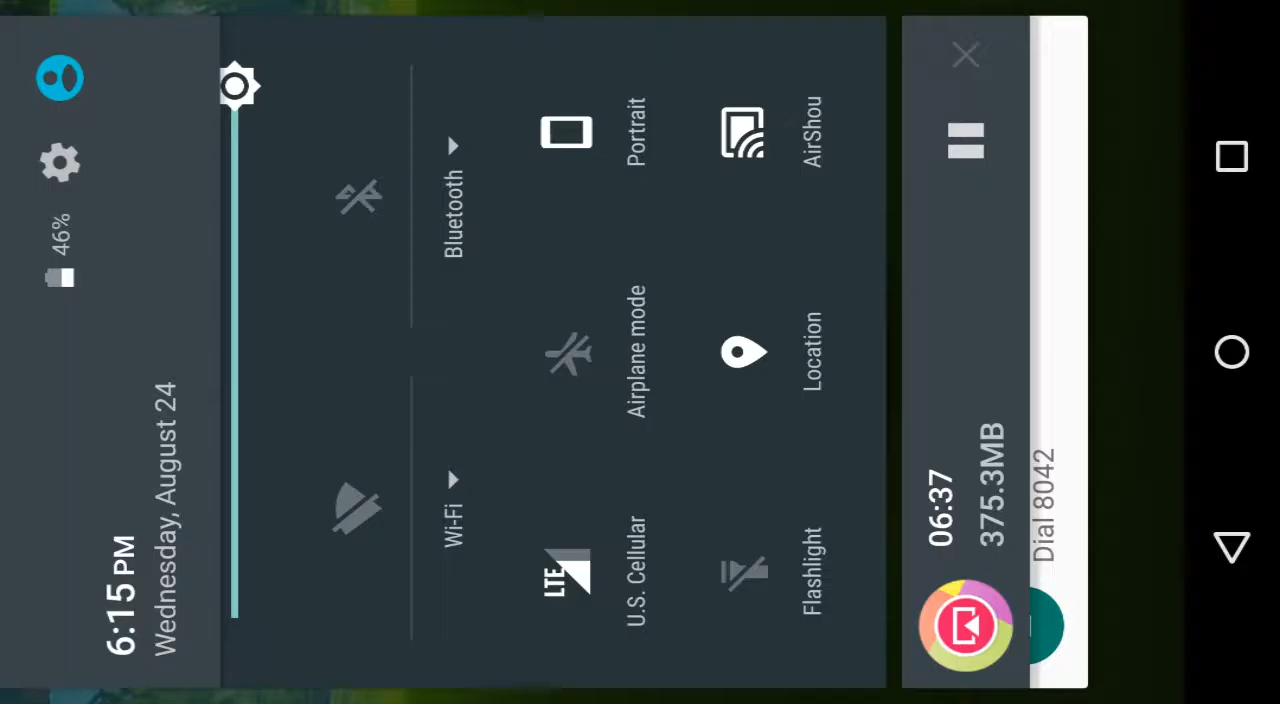 46%
6:15 PM
Wednesday, August 24
Wi-Fi
Bluetooth
LTE
U.S. Cellular
Airplane mode
Portrait
Flashlight
Location
AirShou
06:37
375.3MB
Dial 8042